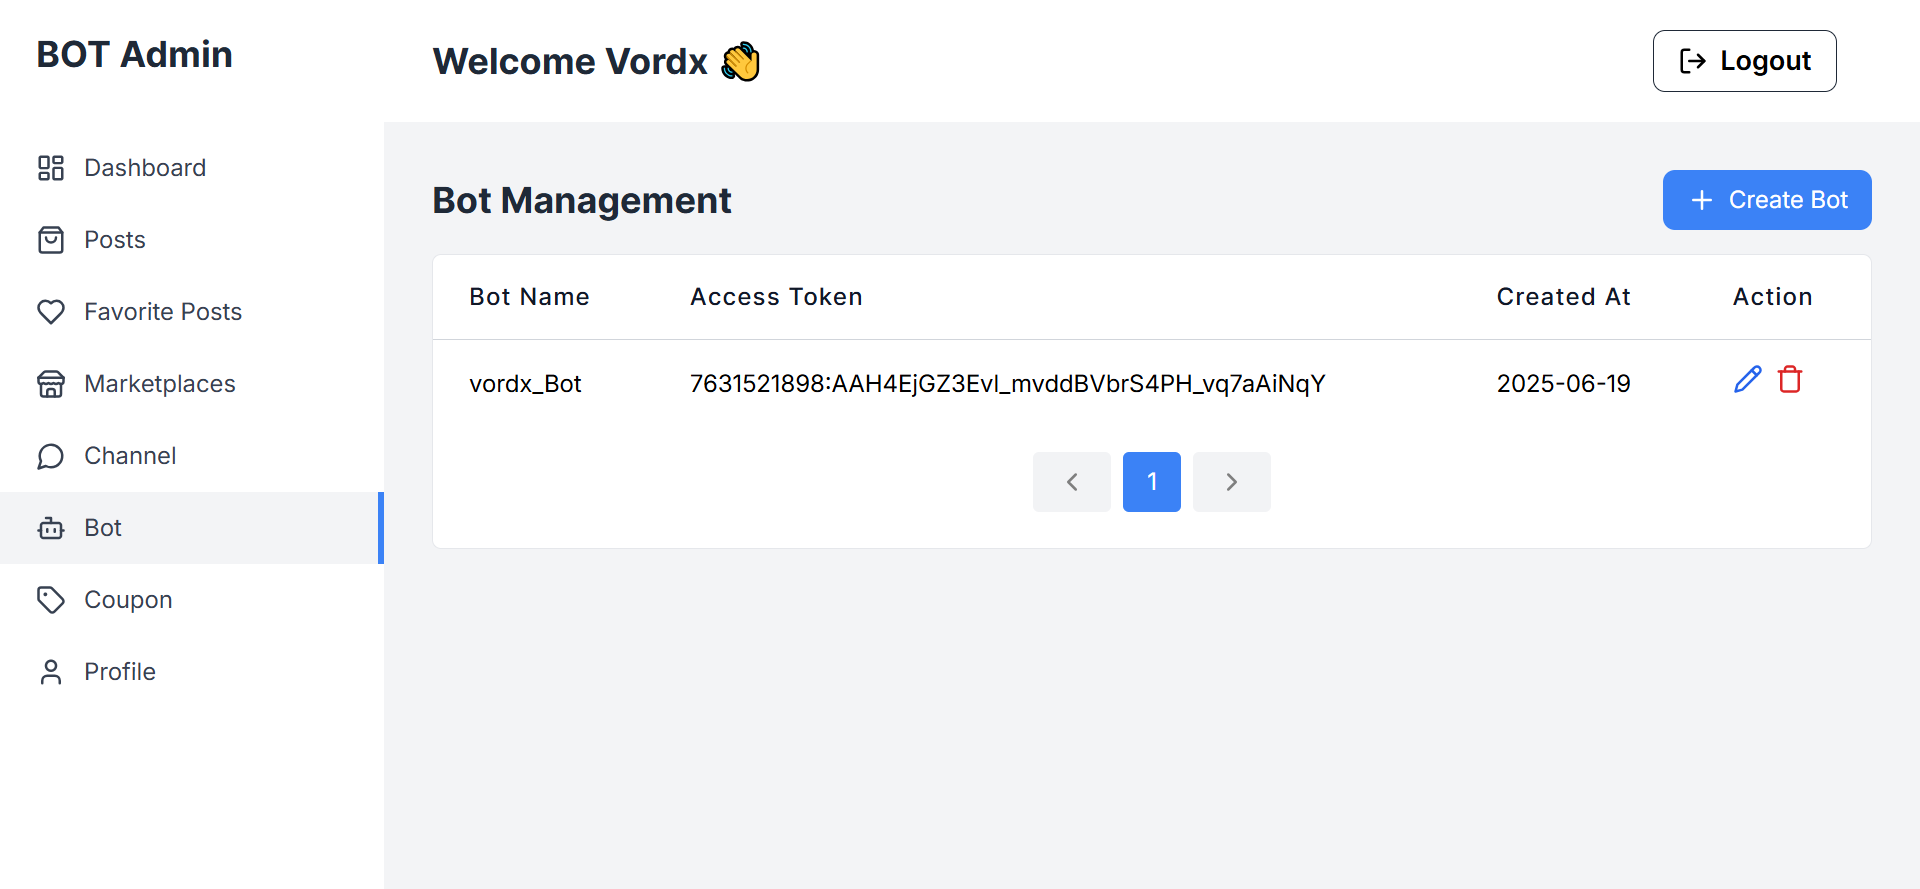 BOT Admin
Welcome Vordx 👋
Logout
Dashboard
Posts
Favorite Posts
Marketplaces
Channel
Bot
Coupon
Profile
Bot Management
Create Bot
Bot Name Access Token Created At Action
vordx_Bot 7631521898:AAH4EjGZ3Evl_mvddBVbrS4PH_vq7aAiNqY 2025-06-19
1